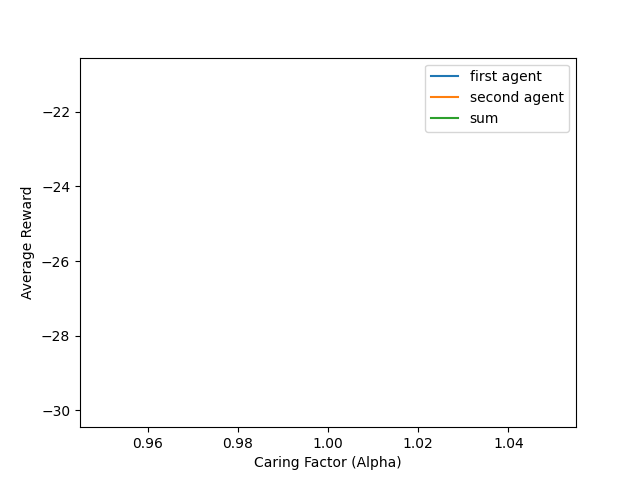 first agent
second agent
sum
−22
−24
−26
−28
−30
Average Reward
0.96 0.98 1.00 1.02 1.04
Caring Factor (Alpha)